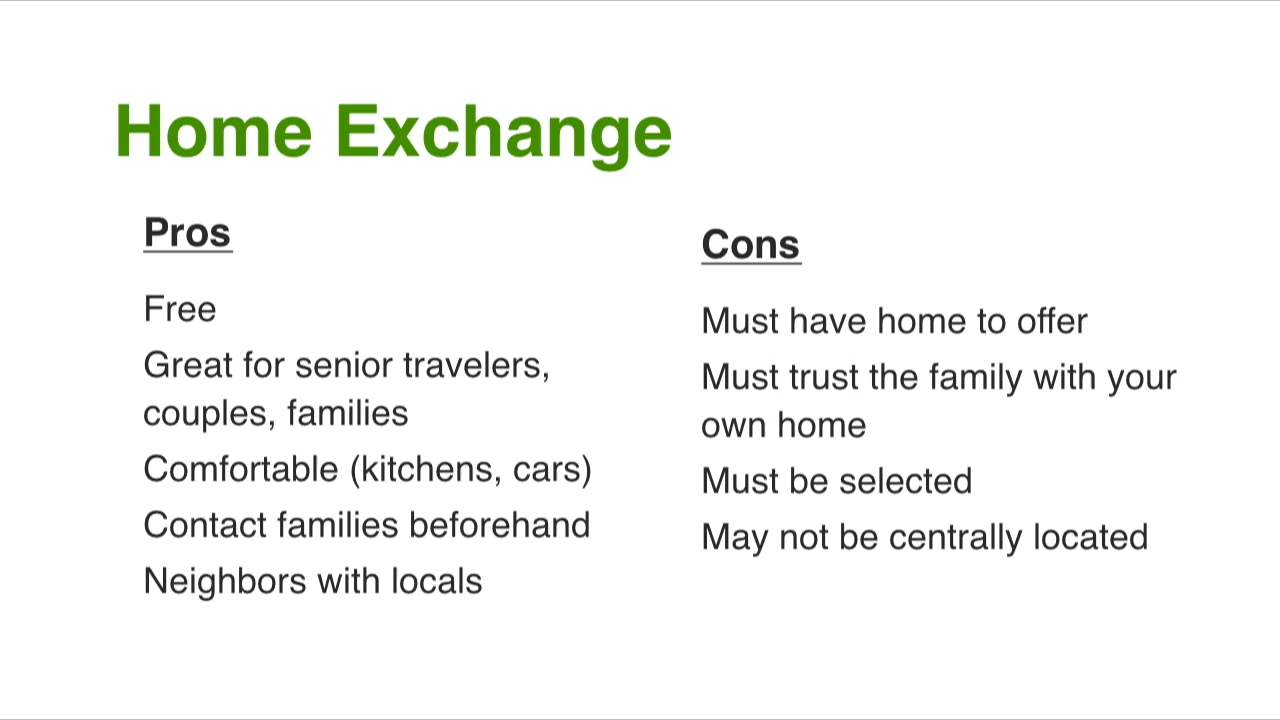 Home Exchange
Pros
Free
Great for senior travelers,
couples, families
Comfortable (kitchens, cars)
Contact families beforehand
Neighbors with locals
Cons
Must have home to offer
Must trust the family with your
own home
Must be selected
May not be centrally located